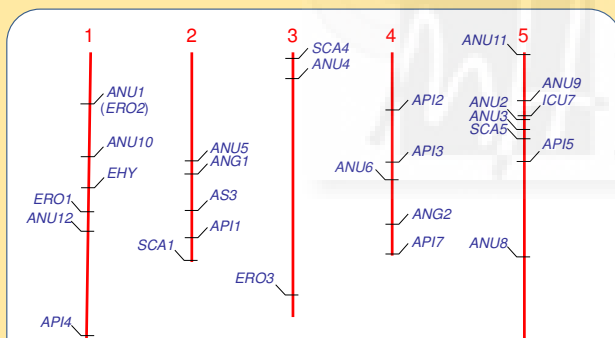 1
2
3
4
5
ANU1
(ERO2)
ANU10
EHY
ERO1
ANU12
API4
ANU5
ANG1
AS3
API1
SCA1
SCA4
ANU4
ERO3
API2
API3
ANU6
ANG2
API7
ANU11
ANU9
ANU2
ICU7
ANU3
SCA5
API5
ANU8